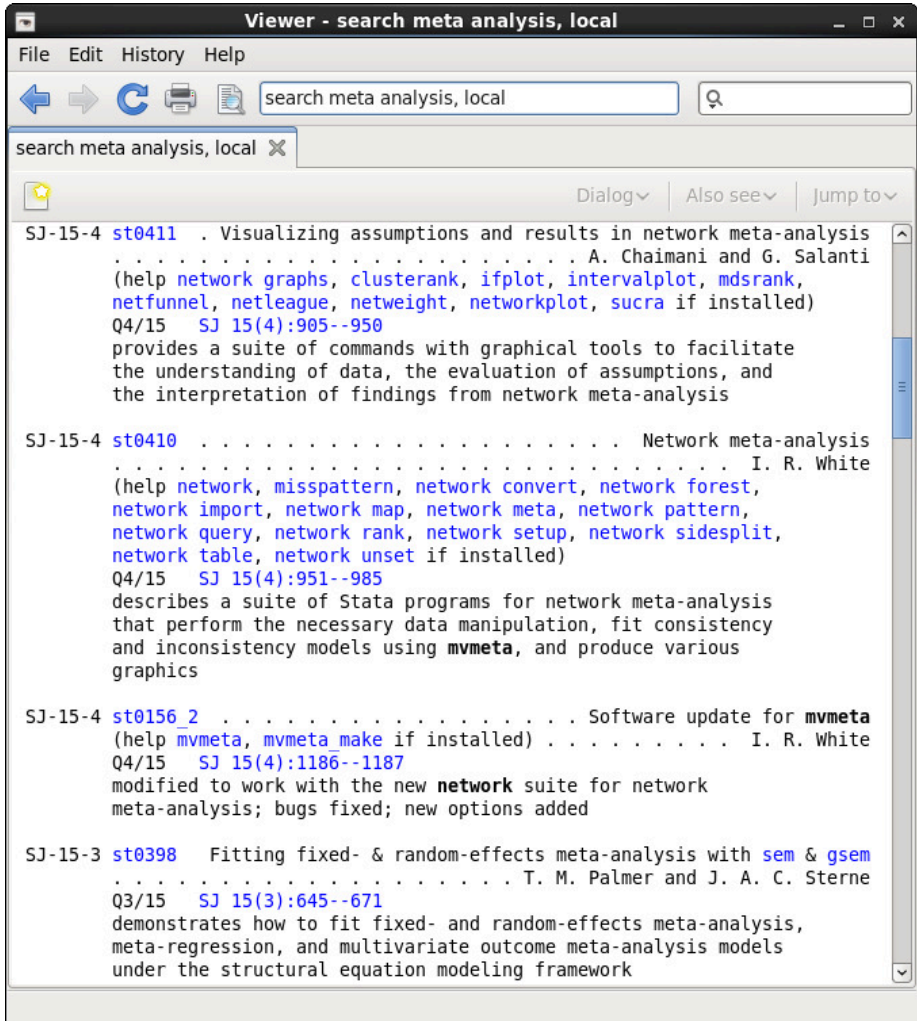 Viewer - search meta analysis, local
File Edit History Help
search meta analysis, local
search meta analysis, local
Dialog Also see Jump to
SJ-15-4 st0411 . Visualizing assumptions and results in network meta-analysis
. . . . . . . . . . . . . . . . . . . . . . . . . . A. Chaimani and G. Salanti
(help network graphs, clusterank, ifplot, intervalplot, mdsrank,
netfunnel, netleague, netweight, networkplot, sucra if installed)
Q4/15 SJ 15(4):905--950
provides a suite of commands with graphical tools to facilitate
the understanding of data, the evaluation of assumptions, and
the interpretation of findings from network meta-analysis
SJ-15-4 st0410 . . . . . . . . . . . . . . . . . . . . . . . . Network meta-analysis
. . . . . . . . . . . . . . . . . . . . . . . . . . . . . . . . . . . I. R. White
(help network, misspattern, network convert, network forest,
network import, network map, network meta, network pattern,
network query, network rank, network setup, network sidesplit,
network table, network unset if installed)
Q4/15 SJ 15(4):951--985
describes a suite of Stata programs for network meta-analysis
that perform the necessary data manipulation, fit consistency
and inconsistency models using mvmeta, and produce various
graphics
SJ-15-4 st0156_2 . . . . . . . . . . . . . . . . . . . . Software update for mvmeta
(help mvmeta, mvmeta_make if installed) . . . . . . . . . . I. R. White
Q4/15 SJ 15(4):1186--1187
modified to work with the new network suite for network
meta-analysis; bugs fixed; new options added
SJ-15-3 st0398 Fitting fixed- & random-effects meta-analysis with sem & gsem
. . . . . . . . . . . . . . . . . . . . . . . T. M. Palmer and J. A. C. Sterne
Q3/15 SJ 15(3):645--671
demonstrates how to fit fixed- and random-effects meta-analysis,
meta-regression, and multivariate outcome meta-analysis models
under the structural equation modeling framework